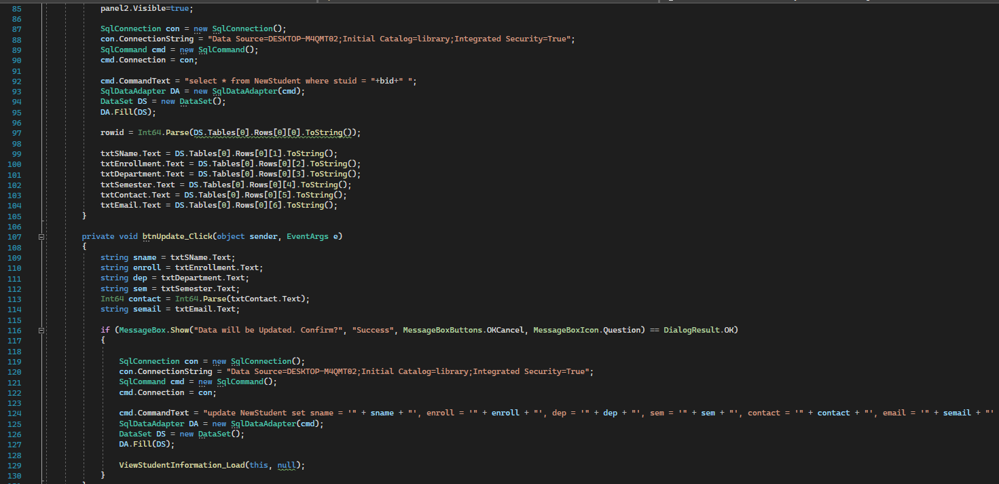 85 panel2.Visible=true;
86
87 SqlConnection con = new SqlConnection();
88 con.ConnectionString = "Data Source=DESKTOP-M4QMT02;Initial Catalog=library;Integrated Security=True";
89 SqlCommand cmd = new SqlCommand();
90 cmd.Connection = con;
91
92 cmd.CommandText = "select * from NewStudent where stuid = "+bid+" ";
93 SqlDataAdapter DA = new SqlDataAdapter(cmd);
94 DataSet DS = new DataSet();
95 DA.Fill(DS);
96
97 rowid = Int64.Parse(DS.Tables[0].Rows[0][0].ToString());
98
99 txtSName.Text = DS.Tables[0].Rows[0][1].ToString();
100 txtEnrollment.Text = DS.Tables[0].Rows[0][2].ToString();
101 txtDepartment.Text = DS.Tables[0].Rows[0][3].ToString();
102 txtSemester.Text = DS.Tables[0].Rows[0][4].ToString();
103 txtContact.Text = DS.Tables[0].Rows[0][5].ToString();
104 txtEmail.Text = DS.Tables[0].Rows[0][6].ToString();
105 }
106
107 private void btnUpdate_Click(object sender, EventArgs e)
108 {
109 string sname = txtSName.Text;
110 string enroll = txtEnrollment.Text;
111 string dep = txtDepartment.Text;
112 string sem = txtSemester.Text;
113 Int64 contact = Int64.Parse(txtContact.Text);
114 string semail = txtEmail.Text;
115
116 if (MessageBox.Show("Data will be Updated. Confirm?", "Success", MessageBoxButtons.OKCancel, MessageBoxIcon.Question) == DialogResult.OK)
117 {
118
119 SqlConnection con = new SqlConnection();
120 con.ConnectionString = "Data Source=DESKTOP-M4QMT02;Initial Catalog=library;Integrated Security=True";
121 SqlCommand cmd = new SqlCommand();
122 cmd.Connection = con;
123
124 cmd.CommandText = "update NewStudent set sname = '" + sname + "', enroll = '" + enroll + "', dep = '" + dep + "', sem = '" + sem + "', contact = '" + contact + "', email = '" + semail + "'
125 SqlDataAdapter DA = new SqlDataAdapter(cmd);
126 DataSet DS = new DataSet();
127 DA.Fill(DS);
128
129 ViewStudentInformation_Load(this, null);
130 }